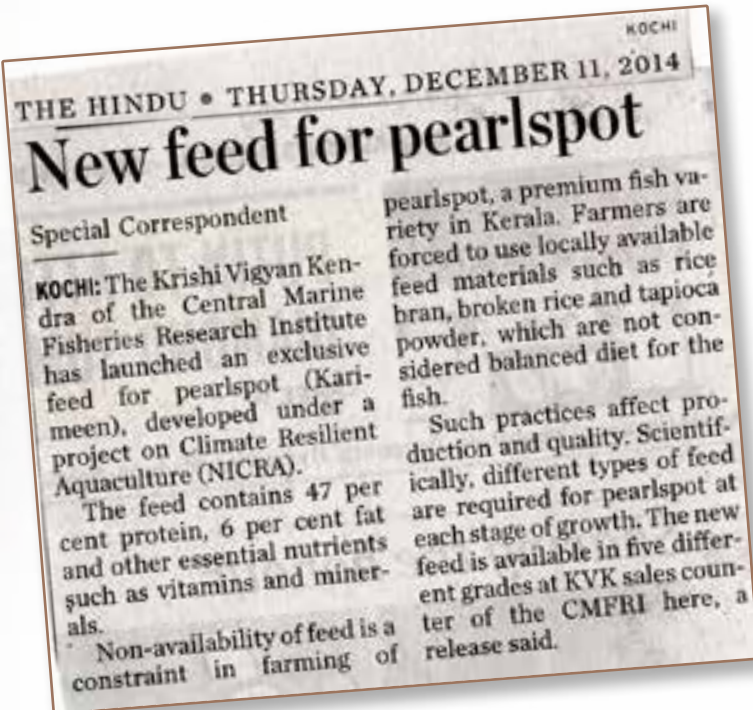 KOCHI
THE HINDU • THURSDAY, DECEMBER 11, 2014
New feed for pearlspot
Special Correspondent
KOCHI: The Krishi Vigyan Ken-
dra of the Central Marine
Fisheries Research Institute
has launched an exclusive
feed for pearlspot (Kari-
meen), developed under a
project on Climate Resilient
Aquaculture (NICRA).
The feed contains 47 per
cent protein, 6 per cent fat
and other essential nutrients
such as vitamins and miner-
als.
Non-availability of feed is a
constraint in farming of
pearlspot, a premium fish va-
riety in Kerala. Farmers are
forced to use locally available
feed materials such as rice
bran, broken rice and tapioca
powder, which are not con-
sidered balanced diet for the
fish.
Such practices affect pro-
duction and quality. Scientif-
ically, different types of feed
are required for pearlspot at
each stage of growth. The new
feed is available in five differ-
ent grades at KVK sales coun-
ter of the CMFRI here, a
release said.